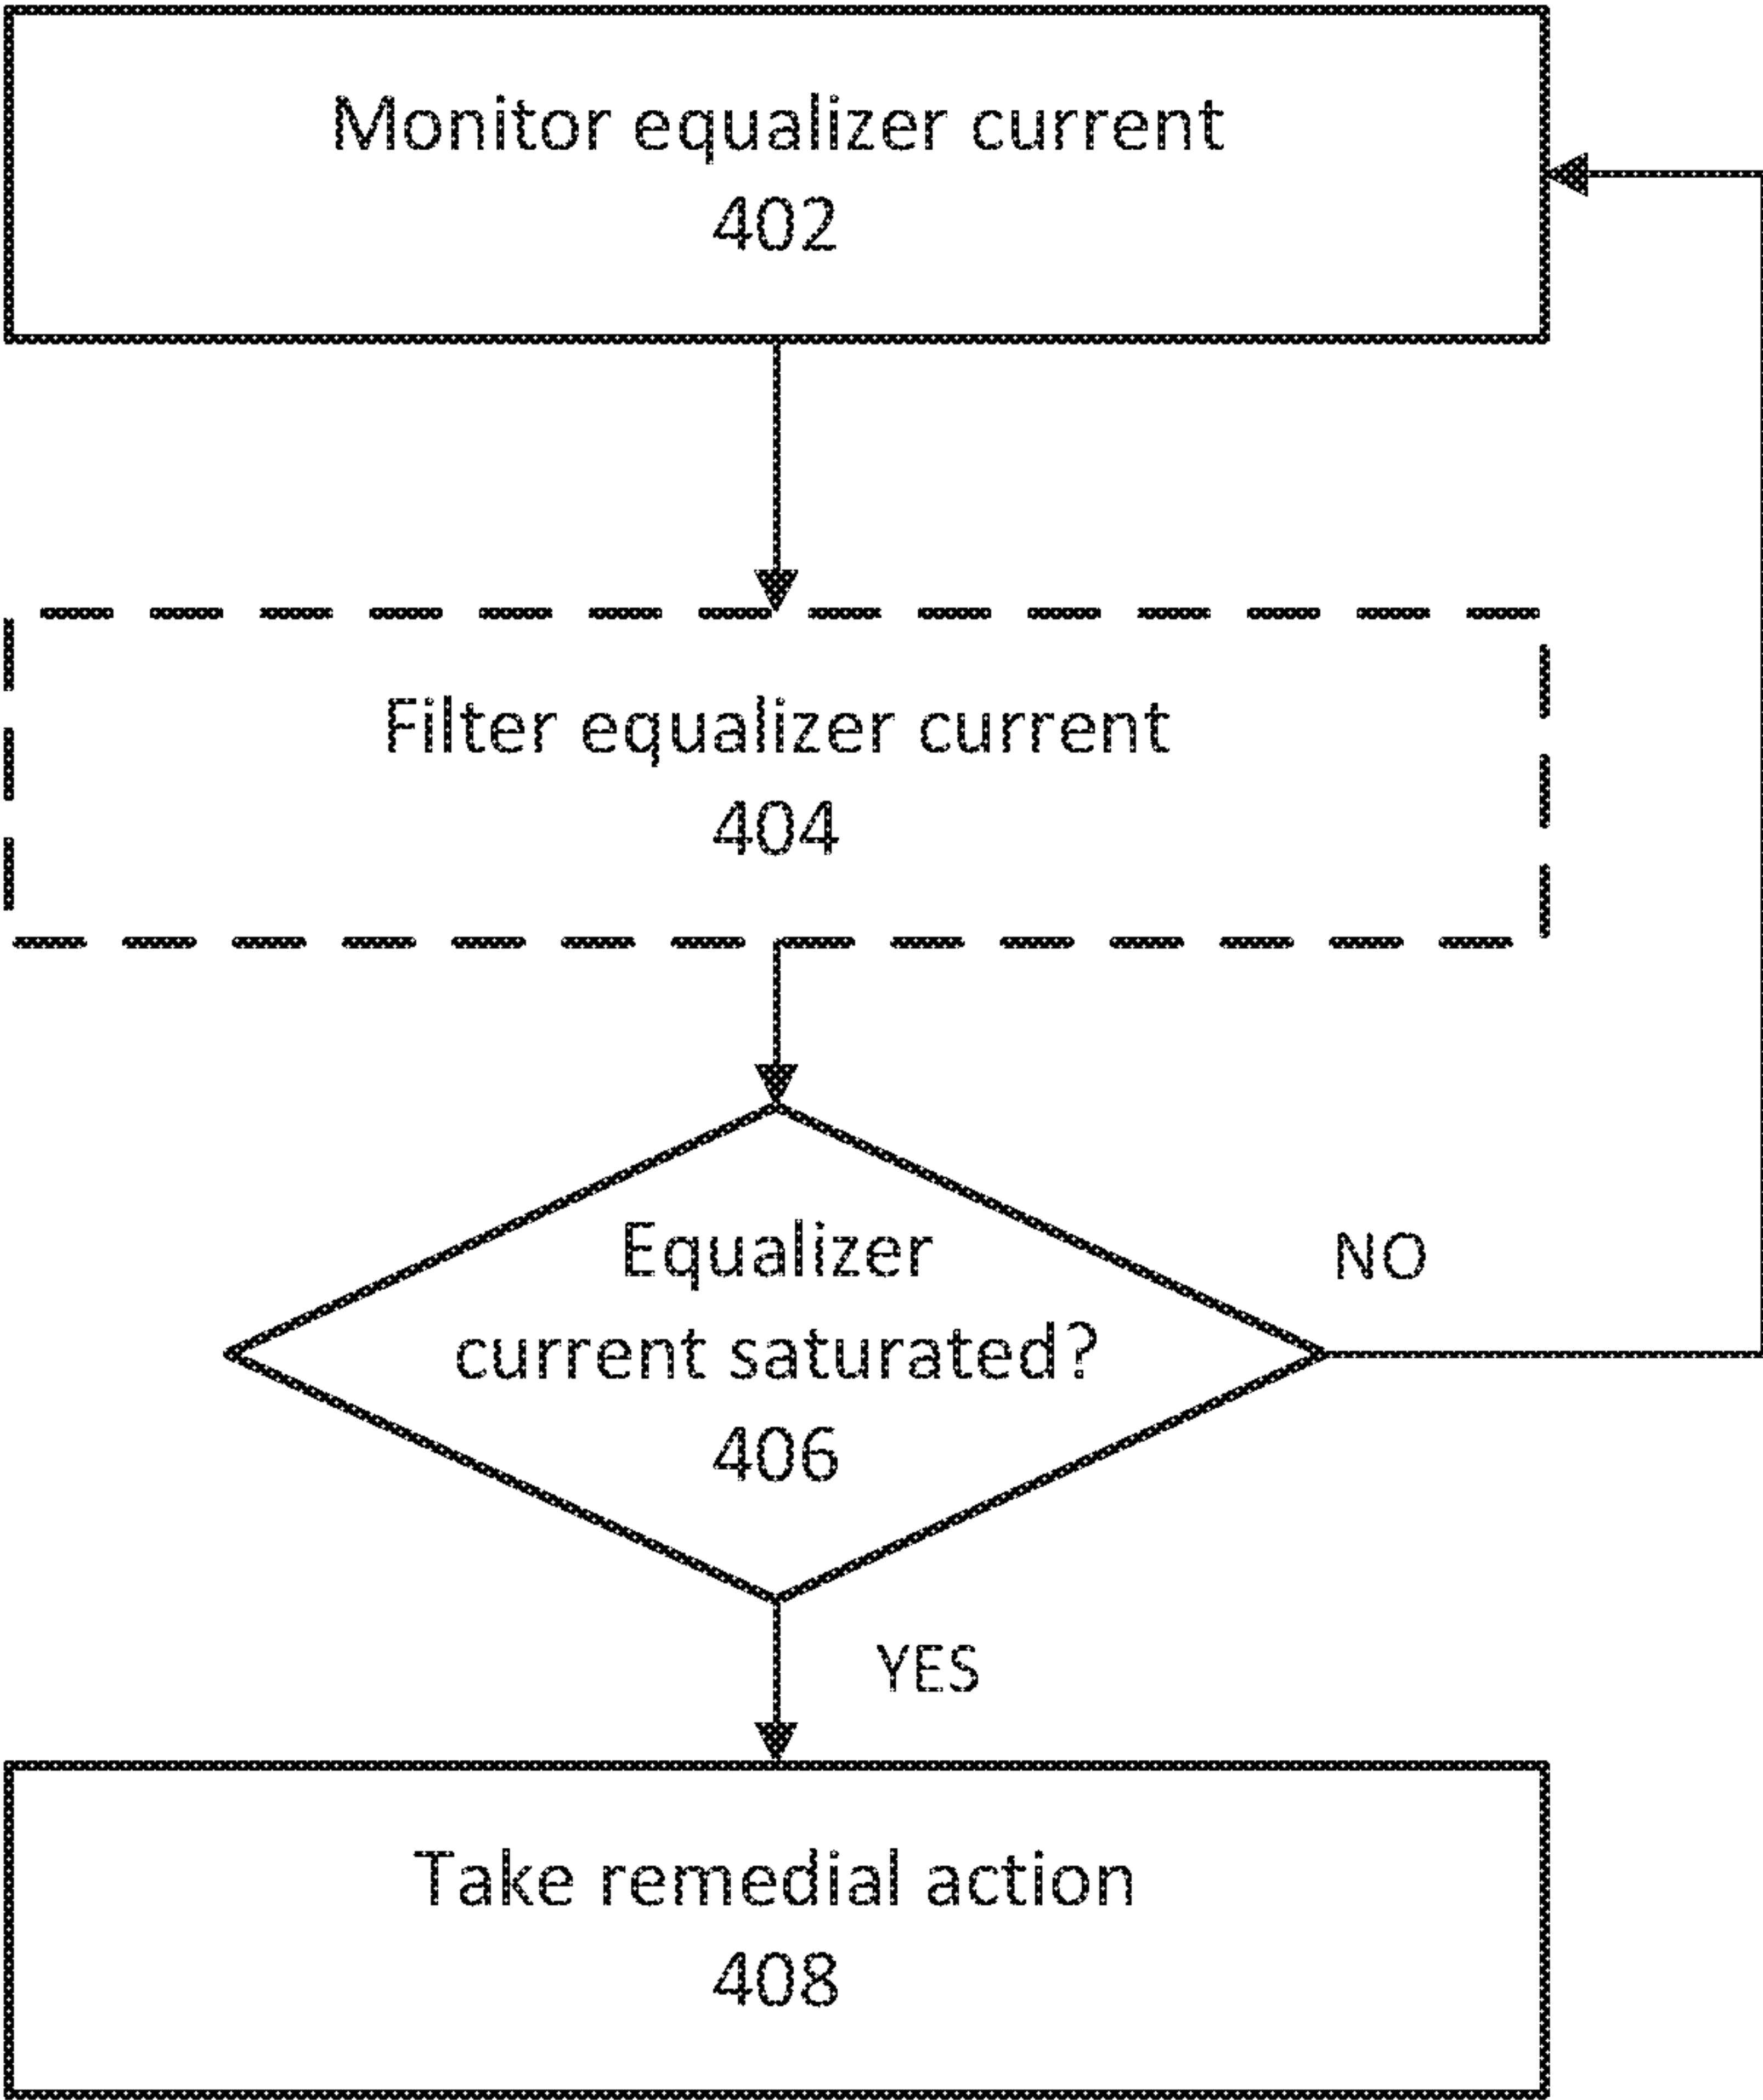 Monitor equalizer current
402
Filter equalizer current
404
Equalizer
current saturated?
406
NO
YES
Take remedial action
408